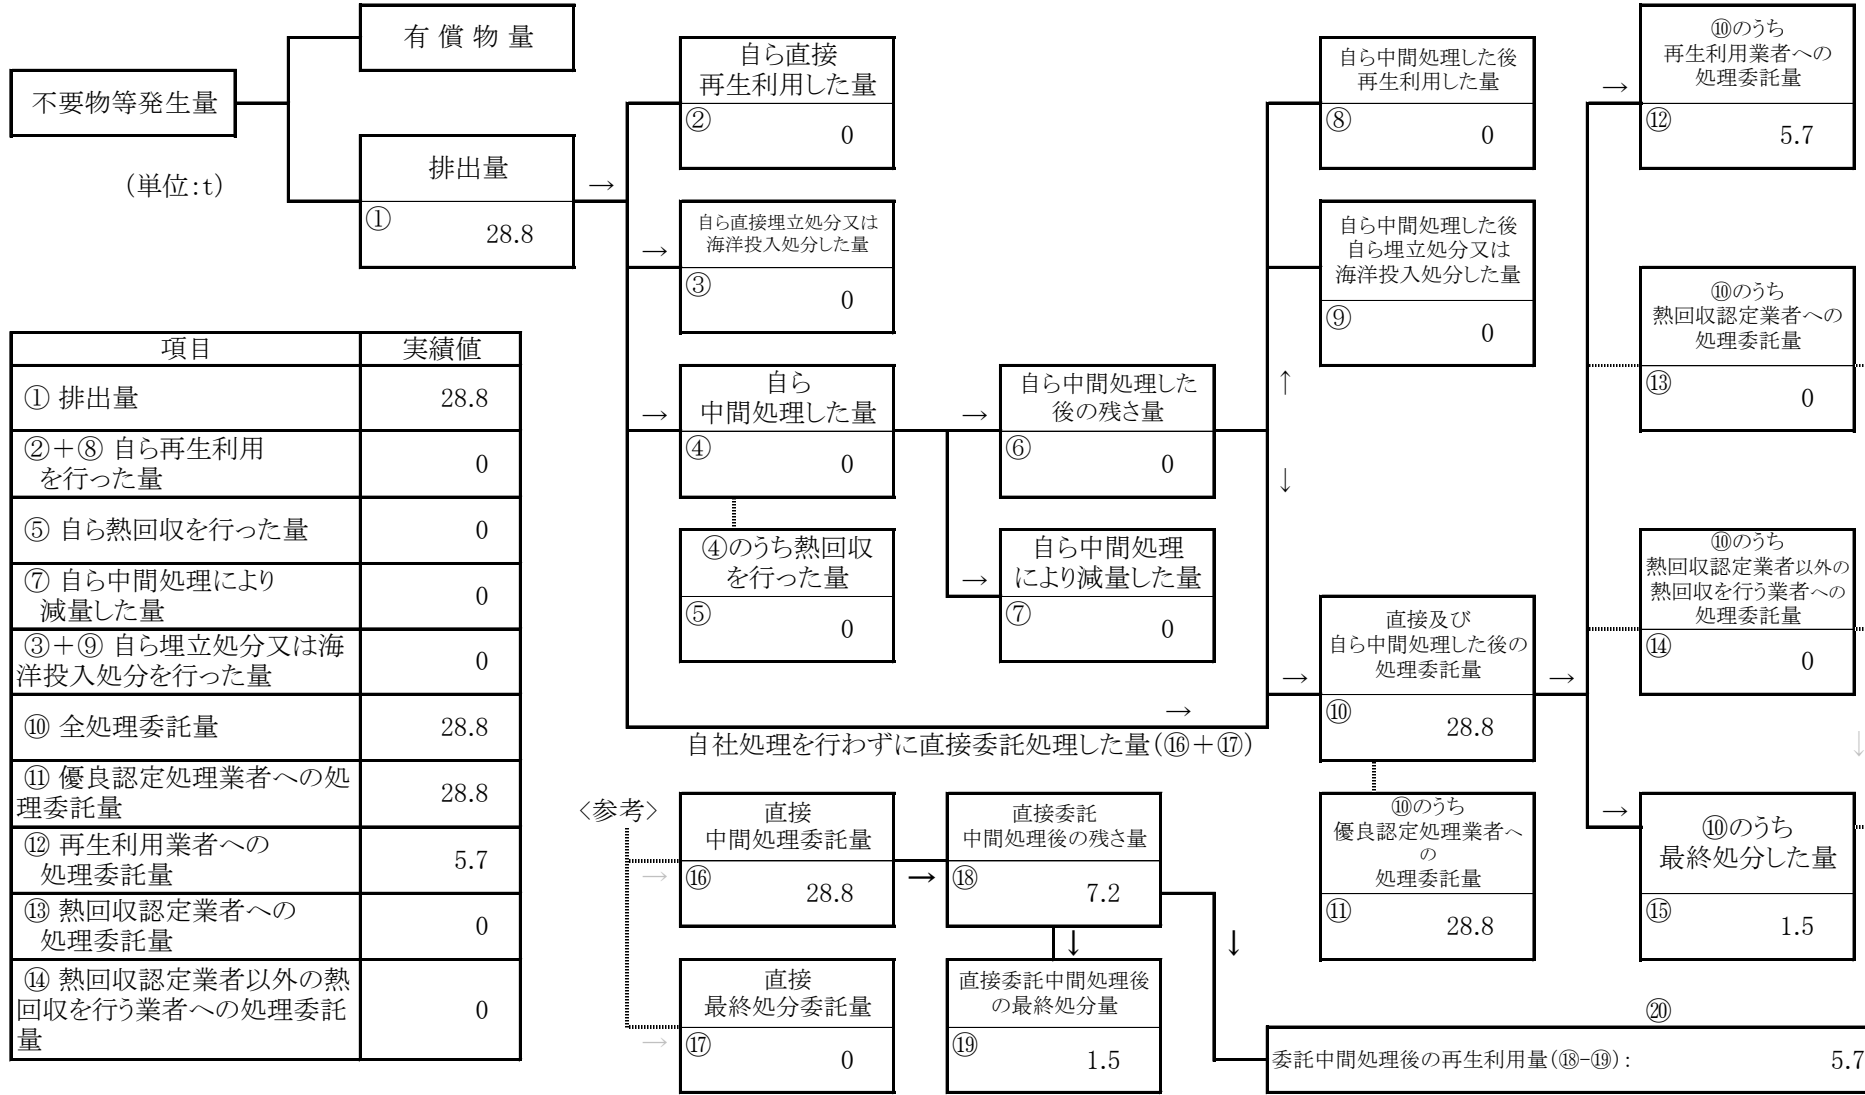 有 償 物 量
不要物等発生量
(単位:t)
排出量
①
28.8
→
自ら直接
再生利用した量
②
0
→
自ら直接埋立処分又は
海洋投入処分した量
③
0
→
自ら
中間処理した量
④
0
④のうち熱回収
を行った量
⑤
0
→
自ら中間処理した
後の残さ量
⑥
0
→
自ら中間処理
により減量した量
⑦
0
↑
↓
自ら中間処理した後
再生利用した量
⑧
0
自ら中間処理した後
自ら埋立処分又は
海洋投入処分した量
⑨
0
→
自社処理を行わずに直接委託処理した量(⑯+⑰)
→
直接及び
自ら中間処理した後の
処理委託量
⑩
28.8
⑩のうち
優良認定処理業者へ
の
処理委託量
⑪
28.8
→
→
⑩のうち
再生利用業者への
処理委託量
⑫
5.7
⑩のうち
熱回収認定業者への
処理委託量
⑬
0
⑩のうち
熱回収認定業者以外の
熱回収を行う業者への
処理委託量
⑭
0
↓
→
⑩のうち
最終処分した量
⑮
1.5
項目 実績値
① 排出量 28.8
②+⑧ 自ら再生利用
を行った量 0
⑤ 自ら熱回収を行った量 0
⑦ 自ら中間処理により
減量した量 0
③+⑨ 自ら埋立処分又は海
洋投入処分を行った量 0
⑩ 全処理委託量 28.8
⑪ 優良認定処理業者への処
理委託量 28.8
⑫ 再生利用業者への
処理委託量 5.7
⑬ 熱回収認定業者への
処理委託量 0
⑭ 熱回収認定業者以外の熱
回収を行う業者への処理委託
量 0
<参考>
→
直接
中間処理委託量
⑯
28.8
→
直接委託
中間処理後の残さ量
⑱
7.2
↓
↓
→
直接
最終処分委託量
⑰
0
直接委託中間処理後
の最終処分量
⑲
1.5
⑳
委託中間処理後の再生利用量(⑱-⑲): 5.7